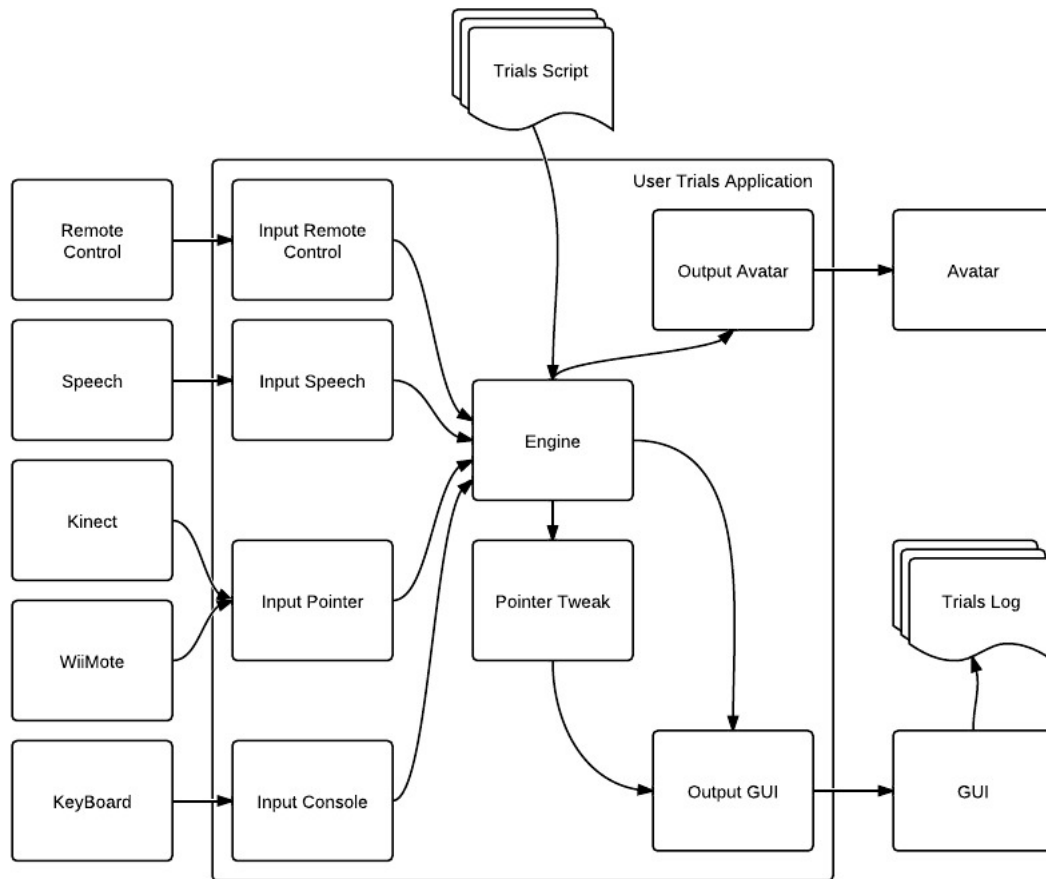 Trials Script
User Trials Application
Remote
Control
Input Remote
Control
Output Avatar
Avatar
Speech
Input Speech
Engine
Kinect
Input Pointer
Pointer Tweak
Trials Log
WiiMote
KeyBoard
Input Console
Output GUI
GUI